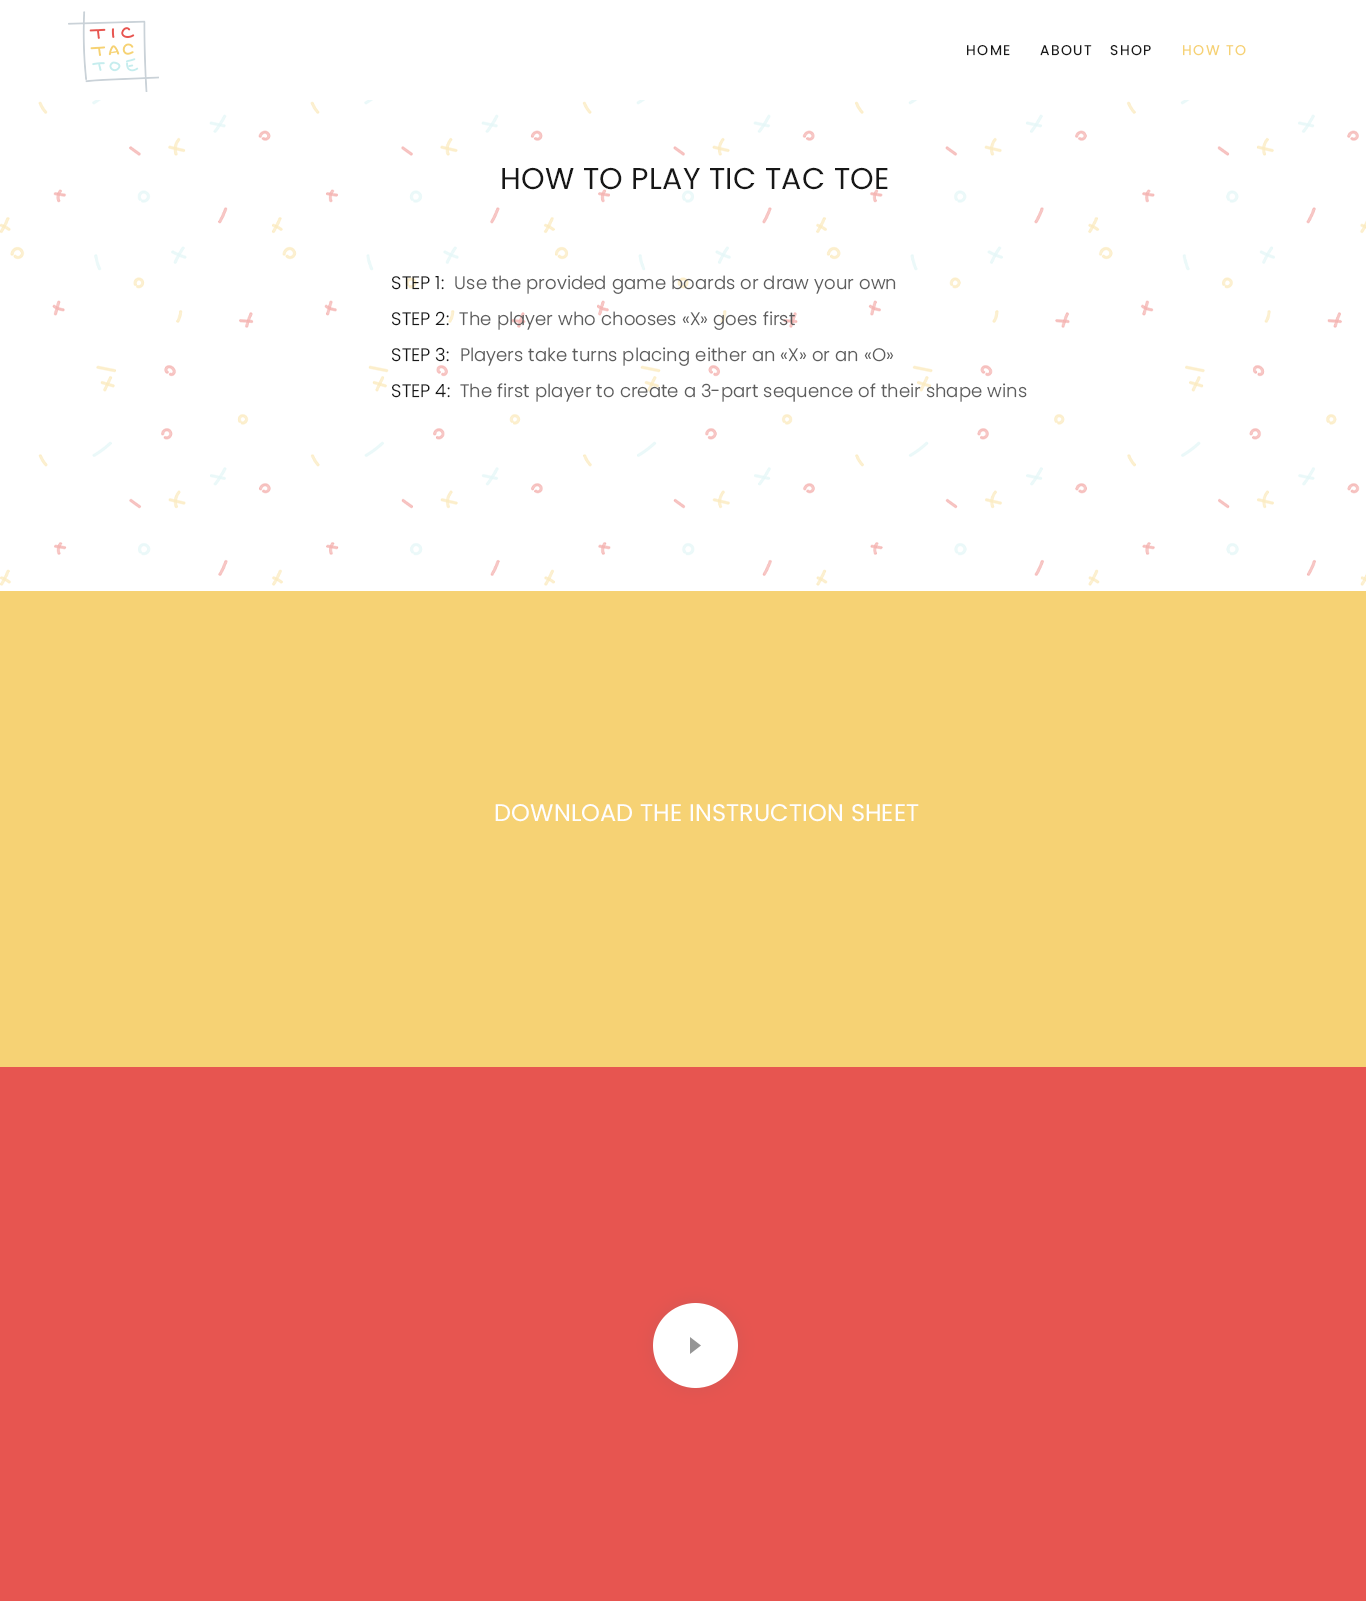 TIC
TAC
TOE
HOME ABOUT SHOP HOW TO
HOW TO PLAY TIC TAC TOE
STEP 1: Use the provided game boards or draw your own
STEP 2: The player who chooses «X» goes first
STEP 3: Players take turns placing either an «X» or an «O»
STEP 4: The first player to create a 3-part sequence of their shape wins
DOWNLOAD THE INSTRUCTION SHEET